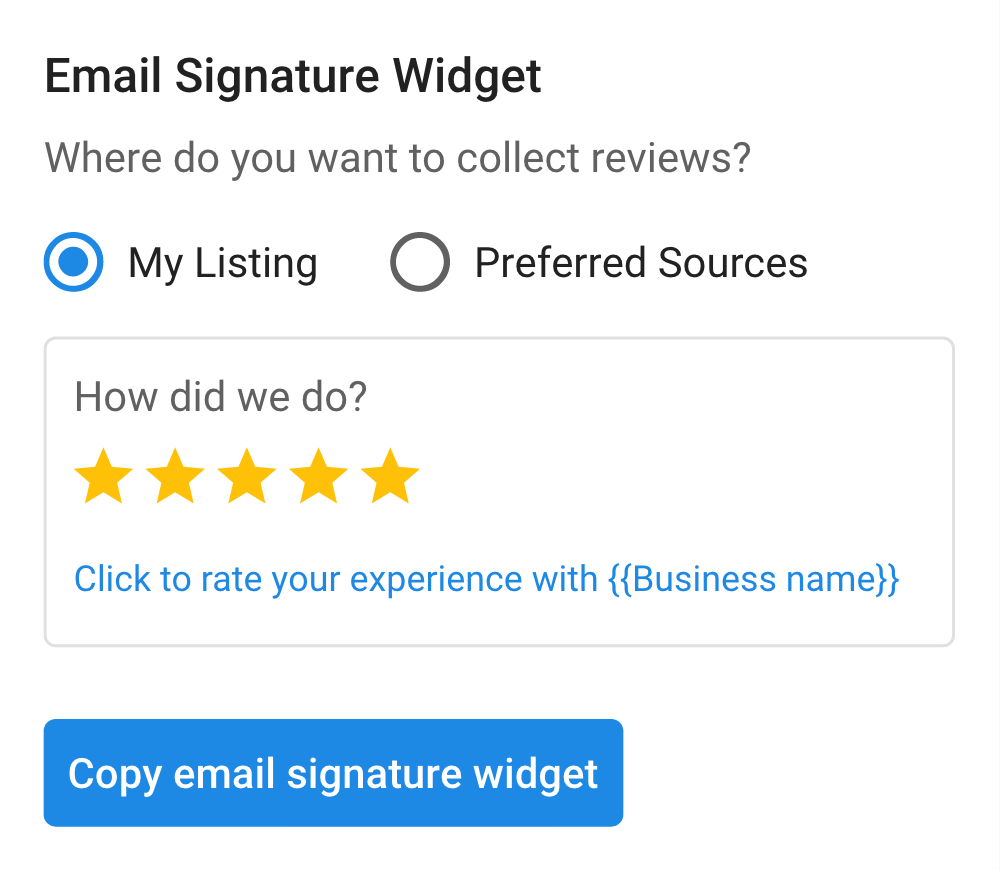 Email Signature Widget
Where do you want to collect reviews?
My Listing Preferred Sources
How did we do?
Click to rate your experience with {{Business name}}
Copy email signature widget